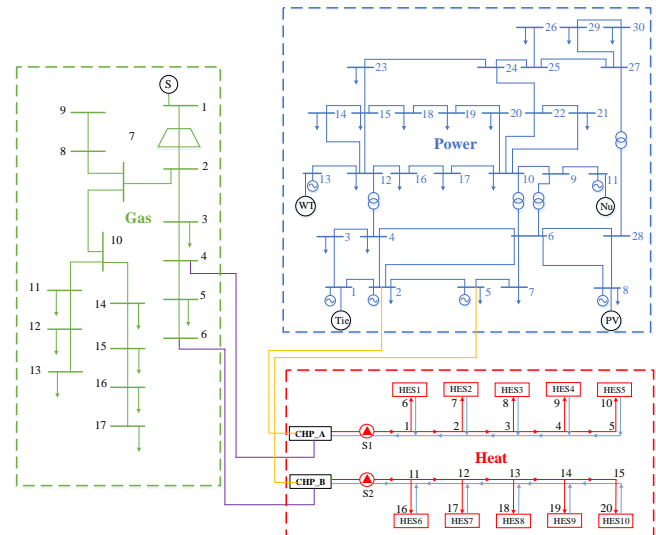 26 29 30
23 24 25 27
S
1
9
7
14 15 18 19 20 22 21
Power
8
2
13 12 16 17 10 9 11
WT
Nu
Gas
3
10
4
3 4 6 28
11
5
14
1 2 5 7 8
12
6
Tie
PV
15
13
16
HES1 HES2 HES3 HES4 HES5
6 7 8 9 10
17
CHP_A
1 2 3 4 5
S1
Heat
CHP_B
11 12 13 14 15
S2
16 17 18 19 20
HES6 HES7 HES8 HES9 HES10